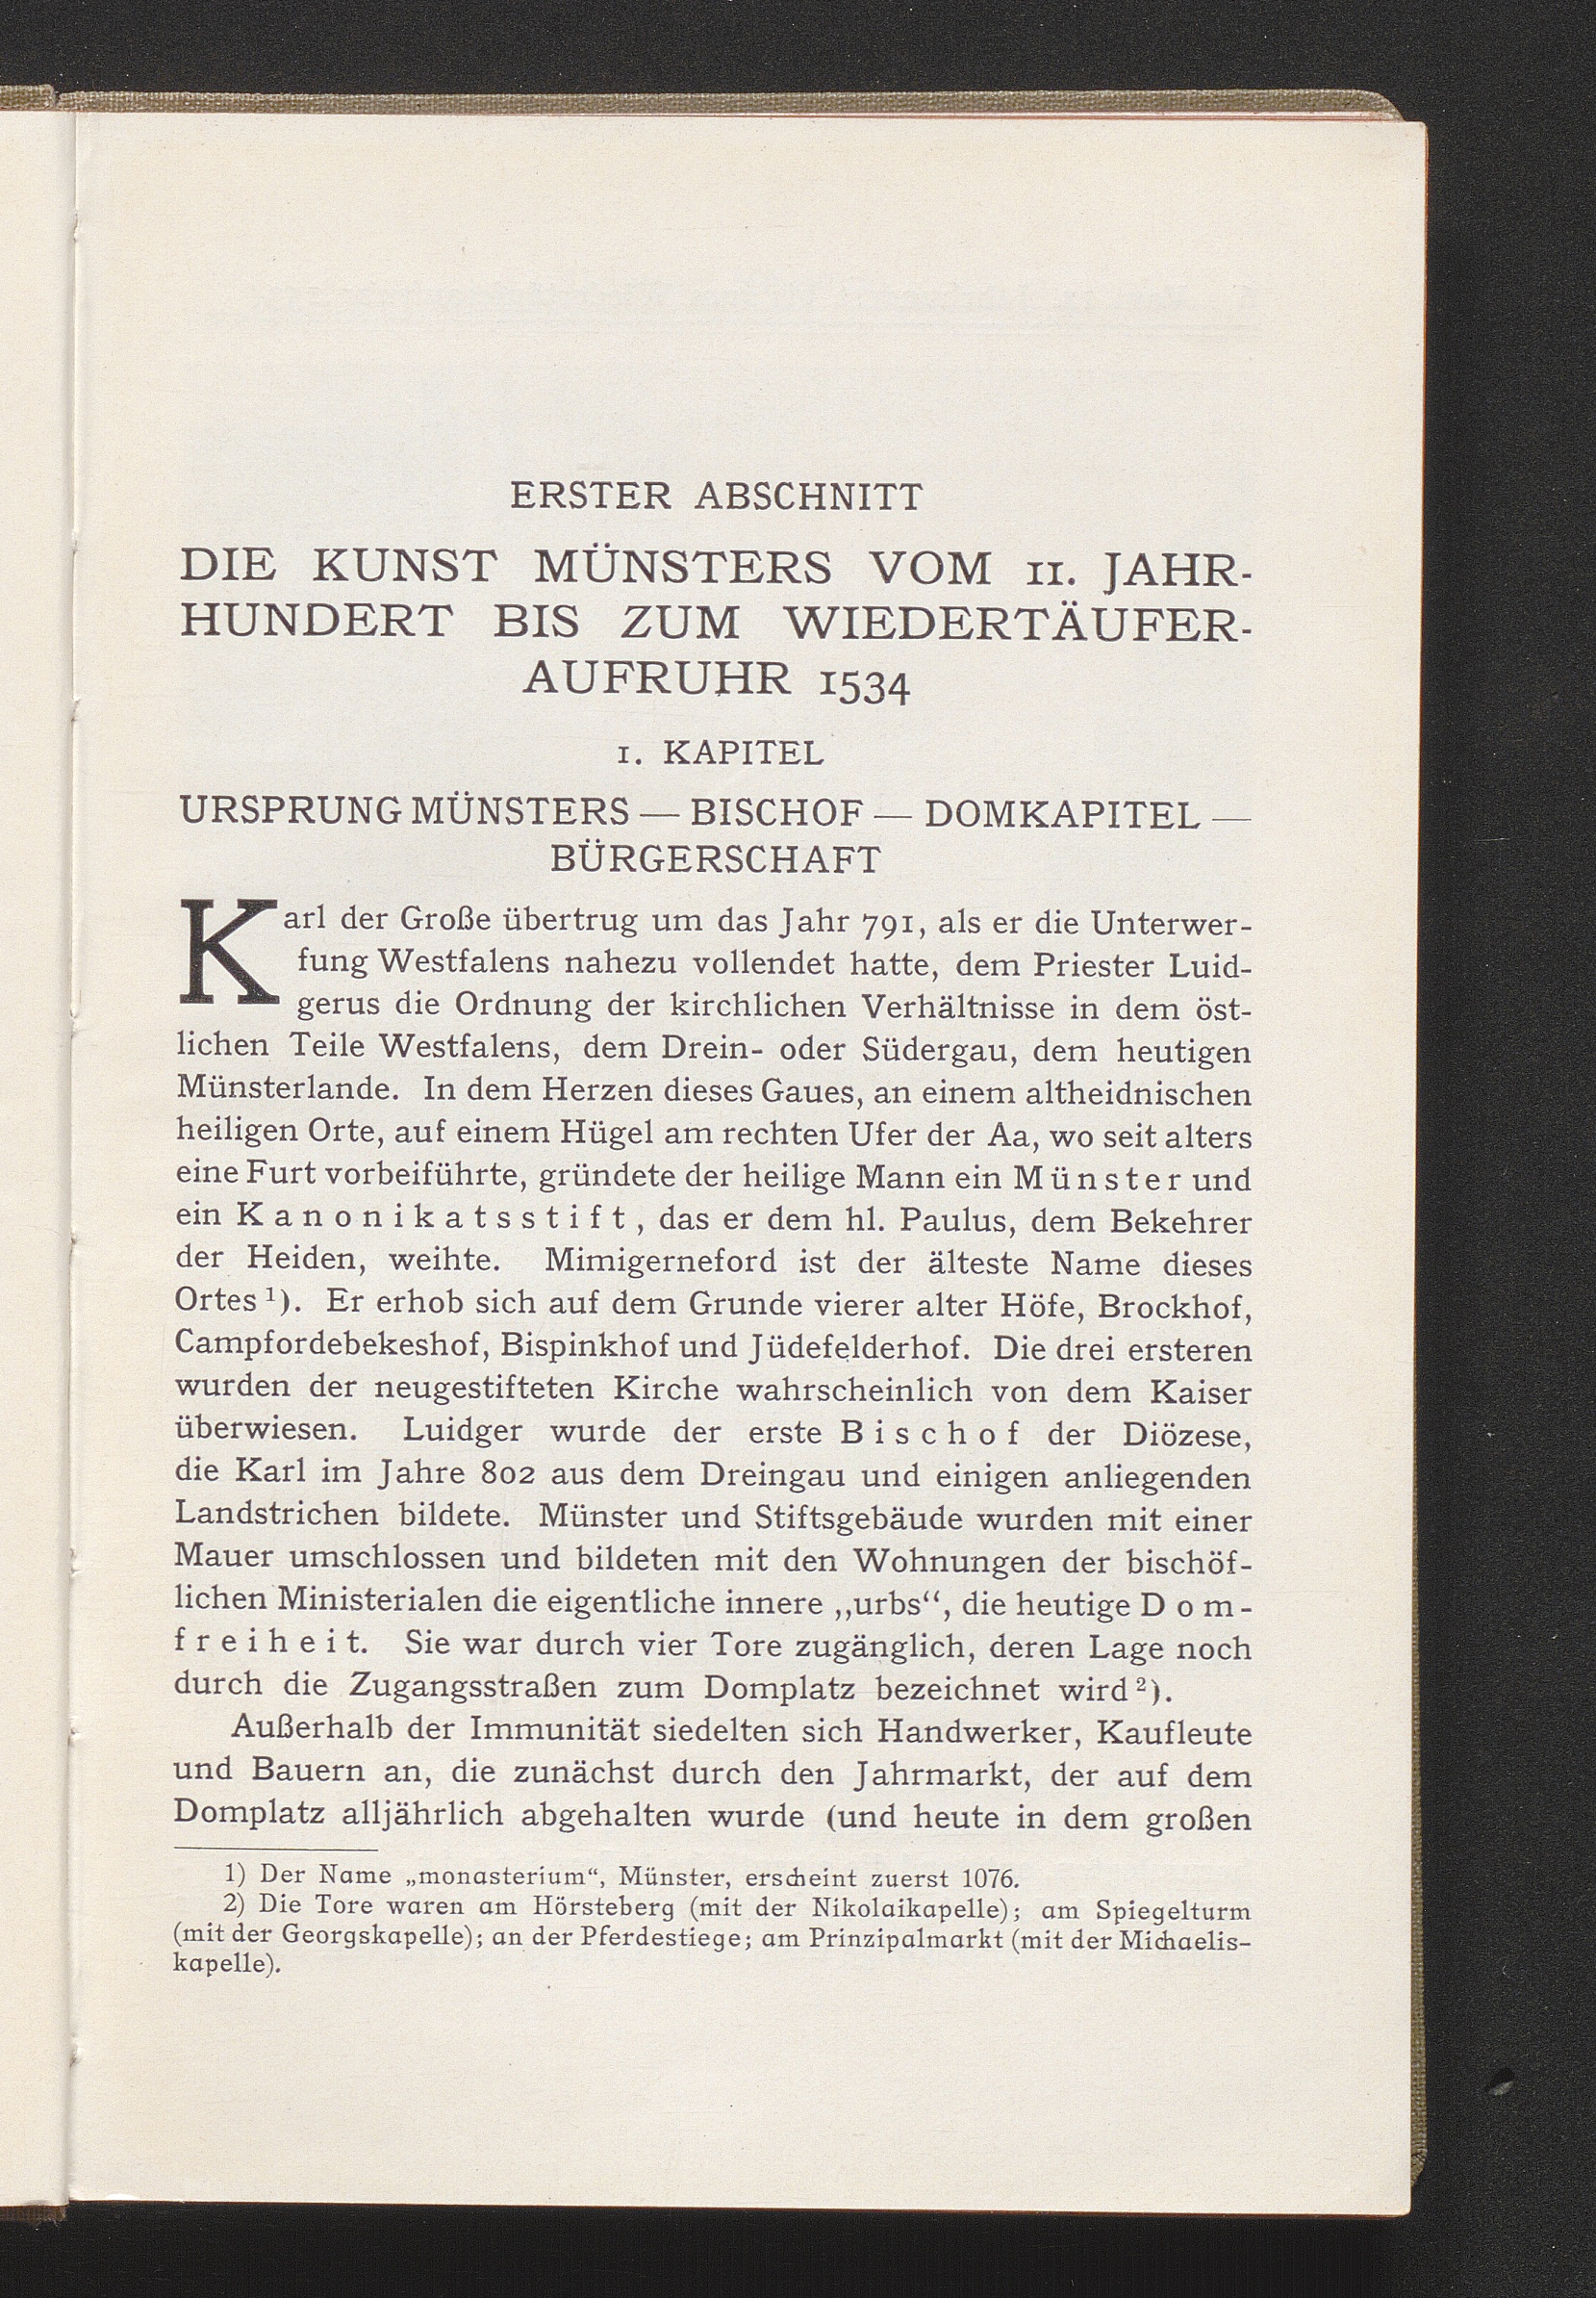 ERSTER ABSCHNITT
DIE KUNST MÜNSTERS VOM 11. JAHR-
HUNDERT BIS ZUM WIEDERTÄUFER-
AUFRUHR 1534
1. KAPITEL
URSPRUNG MÜNSTERS — BISCHOF — DOMKAPITEL —
BÜRGERSCHAFT
Karl der Große übertrug um das Jahr 791, als er die Unterwer-
fung Westfalens nahezu vollendet hatte, dem Priester Luid-
gerus die Ordnung der kirchlichen Verhältnisse in dem öst-
lichen Teile Westfalens, dem Drein- oder Südergau, dem heutigen
Münsterlande. In dem Herzen dieses Gaues, an einem altheidnischen
heiligen Orte, auf einem Hügel am rechten Ufer der Aa, wo seit alters
eine Furt vorbeiführte, gründete der heilige Mann ein Münster und
ein Kanonikatsstift, das er dem hl. Paulus, dem Bekehrer
der Heiden, weihte. Mimigerneford ist der älteste Name dieses
Ortes ¹). Er erhob sich auf dem Grunde vierer alter Höfe, Brockhof,
Campfordebekeshof, Bispinkhof und Jüdefelderhof. Die drei ersteren
wurden der neugestifteten Kirche wahrscheinlich von dem Kaiser
überwiesen. Luidger wurde der erste Bischof der Diözese,
die Karl im Jahre 802 aus dem Dreingau und einigen anliegenden
Landstrichen bildete. Münster und Stiftsgebäude wurden mit einer
Mauer umschlossen und bildeten mit den Wohnungen der bischöf-
lichen Ministerialen die eigentliche innere „urbs“, die heutige Dom-
freiheit. Sie war durch vier Tore zugänglich, deren Lage noch
durch die Zugangsstraßen zum Domplatz bezeichnet wird ²).
Außerhalb der Immunität siedelten sich Handwerker, Kaufleute
und Bauern an, die zunächst durch den Jahrmarkt, der auf dem
Domplatz alljährlich abgehalten wurde (und heute in dem großen
1) Der Name „monasterium“, Münster, erscheint zuerst 1076.
2) Die Tore waren am Hörsteberg (mit der Nikolaikapelle); am Spiegelturm
(mit der Georgskapelle); an der Pferdestiege; am Prinzipalmarkt (mit der Michaelis-
kapelle).